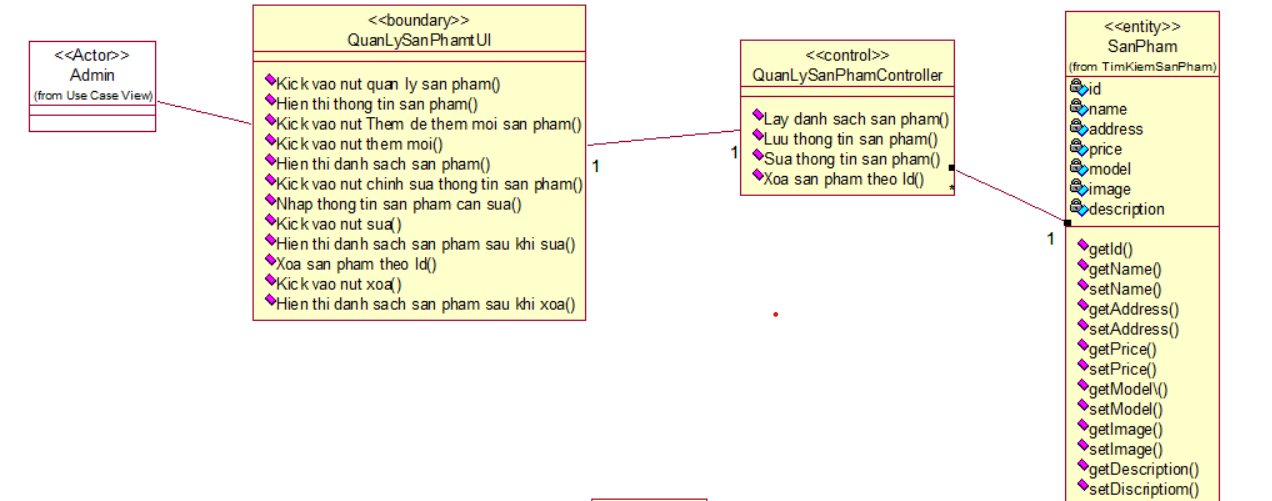 <<Actor>>
Admin
(from Use Case View)
<<boundary>>
QuanLySanPhamtUI
Kick vao nut quan ly san pham()
Hien thi thong tin san pham()
Kick vao nut Them de them moi san pham()
Kick vao nut them moi()
Hien thi danh sach san pham()
Kick vao nut chinh sua thong tin san pham()
Nhap thong tin san pham can sua()
Kick vao nut sua()
Hien thi danh sach san pham sau khi sua()
Xoa san pham theo Id()
Kick vao nut xoa()
Hien thi danh sach san pham sau khi xoa()
1
1
<<control>>
QuanLySanPhamController
Lay danh sach san pham()
Luu thong tin san pham()
Sua thong tin san pham()
Xoa san pham theo Id()
*
1
<<entity>>
SanPham
(from TimKiemSanPham)
id
name
address
price
model
image
description
getId()
getName()
setName()
getAddress()
setAddress()
getPrice()
setPrice()
getModel\()
setModel()
getImage()
setImage()
getDescription()
setDiscriptiom()